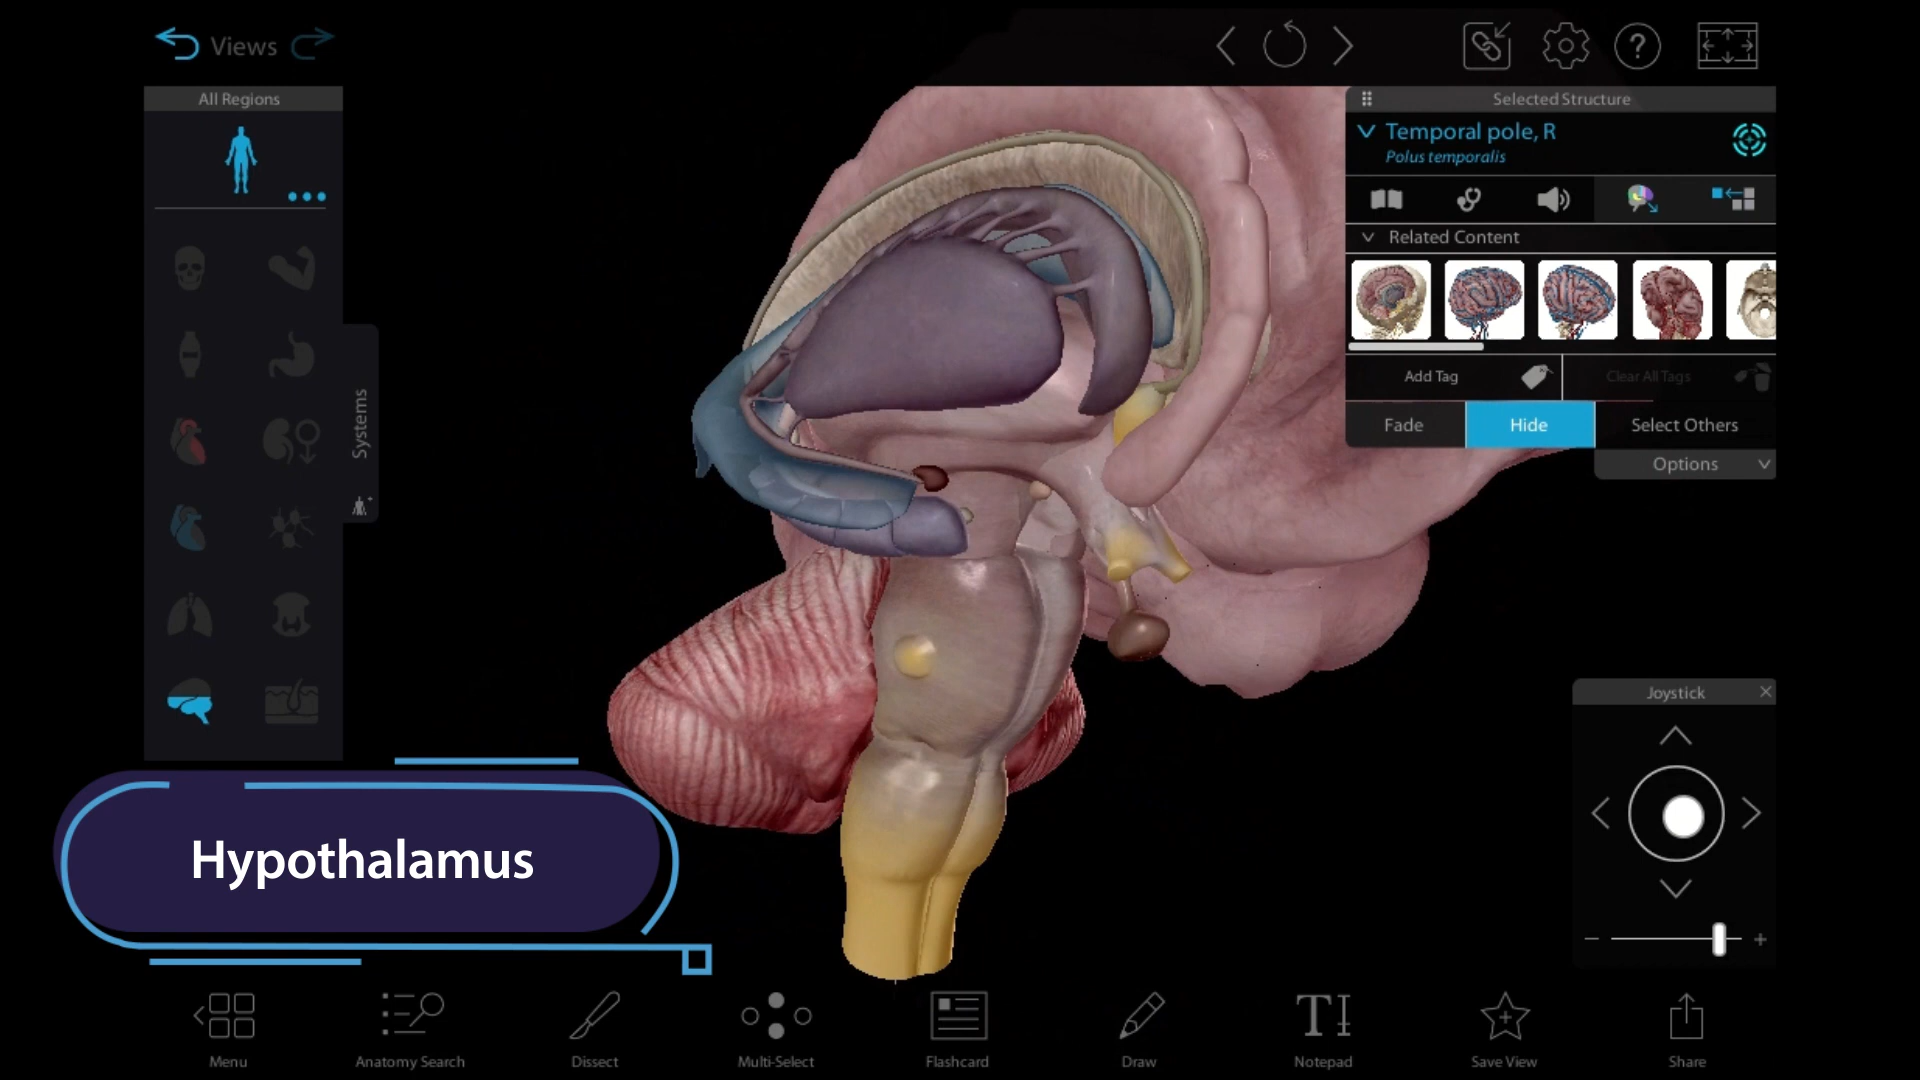 Views
All Regions
Systems
Selected Structure
Temporal pole, R
Polus temporalis
Related Content
Add Tag
Clear All Tags
Fade
Hide
Select Others
Options
Joystick
Hypothalamus
Menu
Anatomy Search
Dissect
Multi-Select
Flashcard
Draw
Notepad
Save View
Share